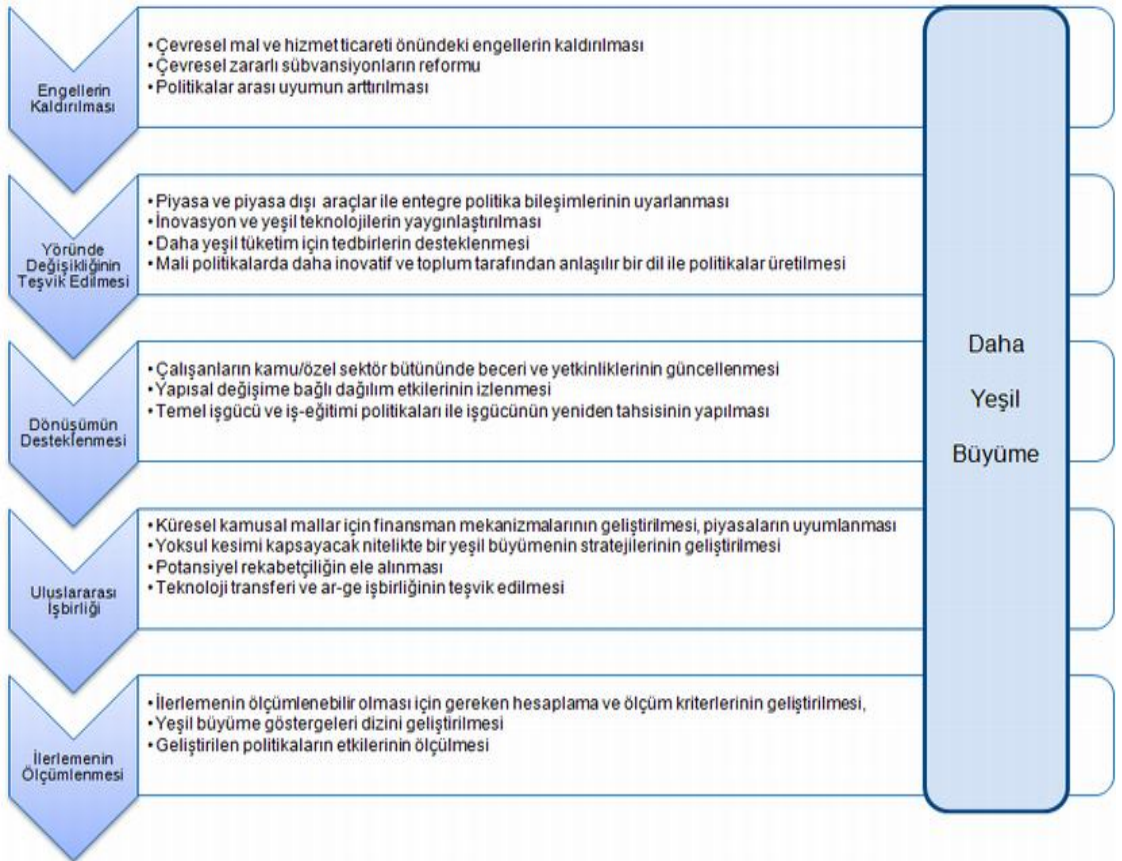 Engellerin
Kaldırılması
• Çevresel mal ve hizmet ticareti önündeki engellerin kaldırılması
• Çevresel zararlı sübvansiyonların reformu
• Politikalar arası uyumun arttırılması
Yöründe
Değişikliğinin
Teşvik Edilmesi
• Piyasa ve piyasa dışı araçlar ile entegre politika bileşimlerinin uyarlanması
• İnovasyon ve yeşil teknolojilerin yaygınlaştırılması
• Daha yeşil tüketim için tedbirlerin desteklenmesi
• Mali politikalarda daha inovatif ve toplum tarafından anlaşılır bir dil ile politikalar üretilmesi
Dönüşümün
Desteklenmesi
• Çalışanların kamu/özel sektör bütününde beceri ve yetkinliklerinin güncellenmesi
• Yapısal değişime bağlı dağılım etkilerinin izlenmesi
• Temel işgücü ve iş-eğitimi politikaları ile işgücünün yeniden tahsisinin yapılması
Uluslararası
İşbirliği
• Küresel kamusal mallar için finansman mekanizmalarının geliştirilmesi, piyasaların uyumlanması
• Yoksul kesimi kapsayacak nitelikte bir yeşil büyümenin stratejilerinin geliştirilmesi
• Potansiyel rekabetçiliğin ele alınması
• Teknoloji transferi ve ar-ge işbirliğinin teşvik edilmesi
İlerlemenin
Ölçümlenmesi
• İlerlemenin ölçümlenebilir olması için gereken hesaplama ve ölçüm kriterlerinin geliştirilmesi,
• Yeşil büyüme göstergeleri dizini geliştirilmesi
• Geliştirilen politikaların etkilerinin ölçülmesi
Daha
Yeşil
Büyüme